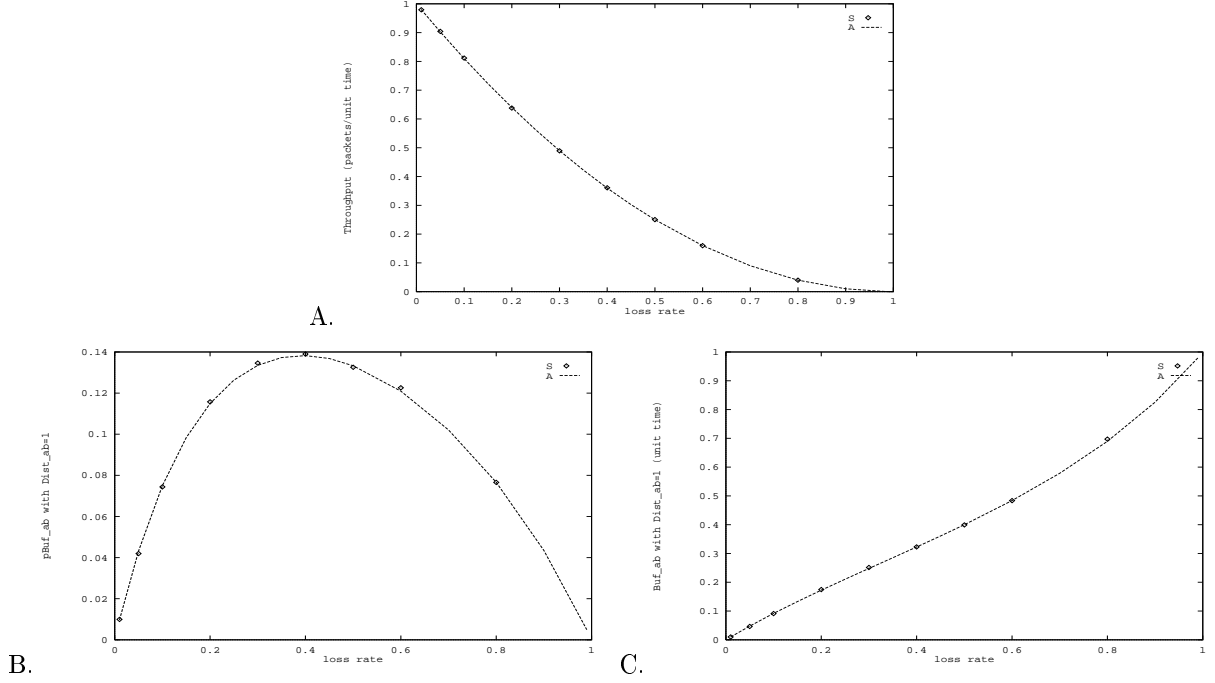 1
0.9
0.8
0.7
0.6
0.5
0.4
0.3
0.2
0.1
0
Throughput (packets/unit time)
S
A
0 0.1 0.2 0.3 0.4 0.5 0.6 0.7 0.8 0.9 1
loss rate
A.
0.14
0.12
0.1
0.08
0.06
0.04
0.02
0
pBuf_ab with Dist_ab=1
S
A
0 0.2 0.4 0.6 0.8 1
loss rate
B.
1
0.9
0.8
0.7
0.6
0.5
0.4
0.3
0.2
0.1
0
Buf_ab with Dist_ab=1 (unit time)
S
A
0 0.2 0.4 0.6 0.8 1
loss rate
C.